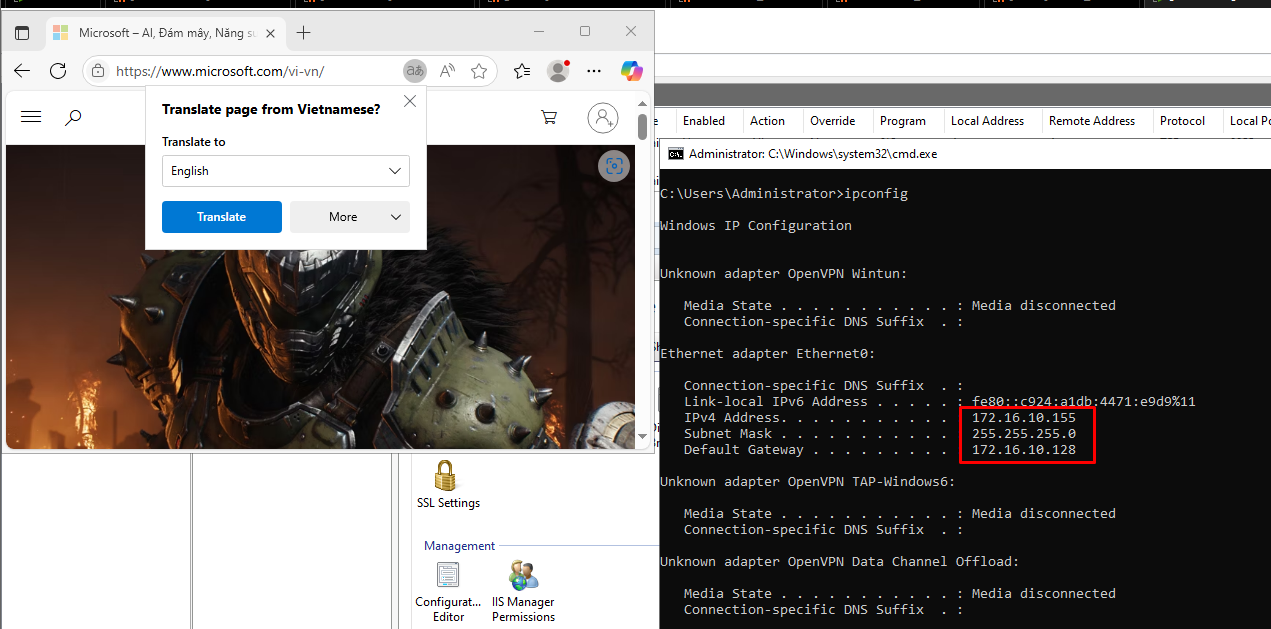 Microsoft – AI, Đám mây, Năng su
https://www.microsoft.com/vi-vn/
Translate page from Vietnamese?
Translate to
English
Translate
More
Enabled
Action
Override
Program
Local Address
Remote Address
Protocol
Local Po
Administrator: C:\Windows\system32\cmd.exe
C:\Users\Administrator>ipconfig
Windows IP Configuration
Unknown adapter OpenVPN Wintun:
Media State . . . . . . . . . . . : Media disconnected
Connection-specific DNS Suffix  . :
Ethernet adapter Ethernet0:
Connection-specific DNS Suffix  . :
Link-local IPv6 Address . . . . . : fe80::c924:a1db:4471:e9d9%11
IPv4 Address. . . . . . . . . . . : 172.16.10.155
Subnet Mask . . . . . . . . . . . : 255.255.255.0
Default Gateway . . . . . . . . . : 172.16.10.128
Unknown adapter OpenVPN TAP-Windows6:
Media State . . . . . . . . . . . : Media disconnected
Connection-specific DNS Suffix  . :
Unknown adapter OpenVPN Data Channel Offload:
Media State . . . . . . . . . . . : Media disconnected
Connection-specific DNS Suffix  . :
SSL Settings
Management
Configurat...
Editor
IIS Manager
Permissions